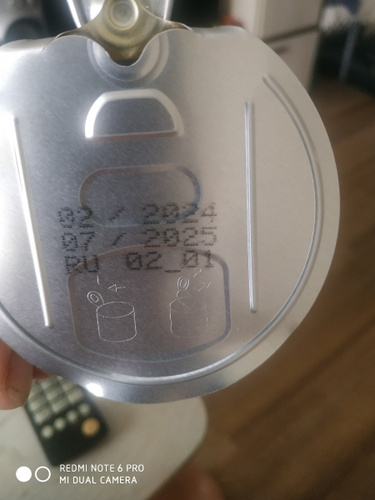 02 / 2024
07 / 2025
RU 02_01
REDMI NOTE 6 PRO
MI DUAL CAMERA